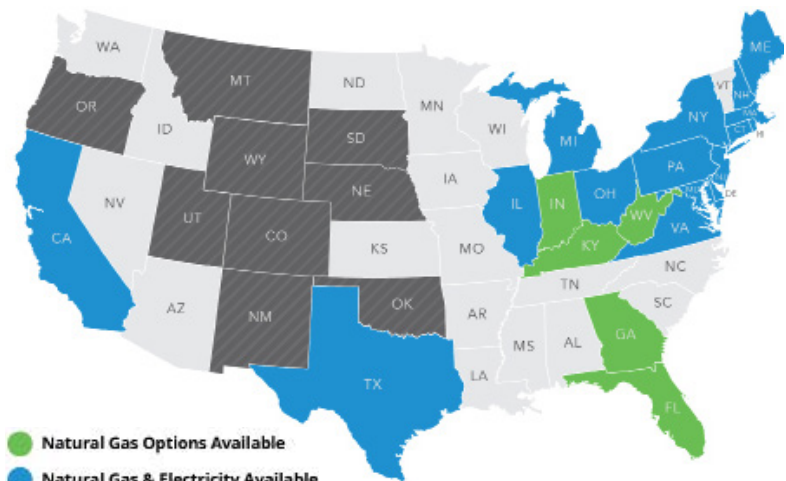 WA
MT
ND
ME
OR
MN
VT
NH
ID
SD
WI
NY
MA
WY
MI
CT
RI
IA
PA
NE
NJ
NV
OH
IL
IN
MD
DE
UT
CO
WV
CA
VA
KS
MO
KY
NC
TN
AZ
OK
NM
AR
SC
MS
AL
GA
LA
TX
FL
Natural Gas Options Available
Natural Gas & Electricity Available